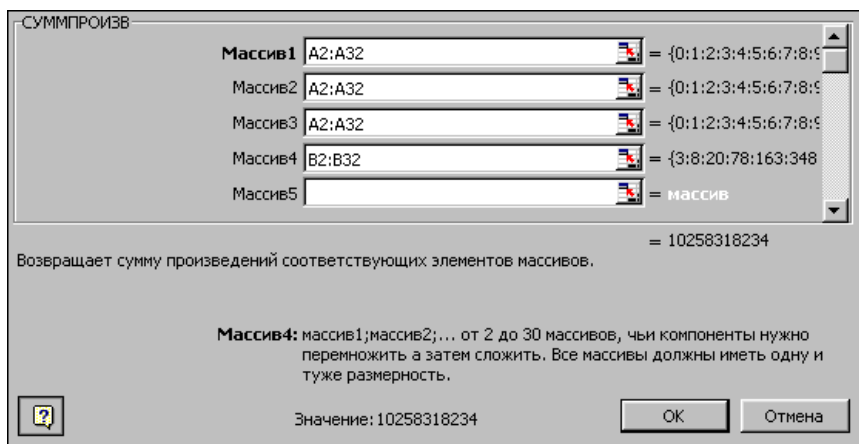 СУММПРОИЗВ
Массив1 A2:A32 = {0:1:2:3:4:5:6:7:8:9
Массив2 A2:A32 = {0:1:2:3:4:5:6:7:8:9
Массив3 A2:A32 = {0:1:2:3:4:5:6:7:8:9
Массив4 B2:B32 = {3:8:20:78:163:348
Массив5 = массив
= 10258318234
Возвращает сумму произведений соответствующих элементов массивов.
Массив4: массив1;массив2;... от 2 до 30 массивов, чьи компоненты нужно
перемножить а затем сложить. Все массивы должны иметь одну и
туже размерность.
? Значение: 10258318234 OK Отмена